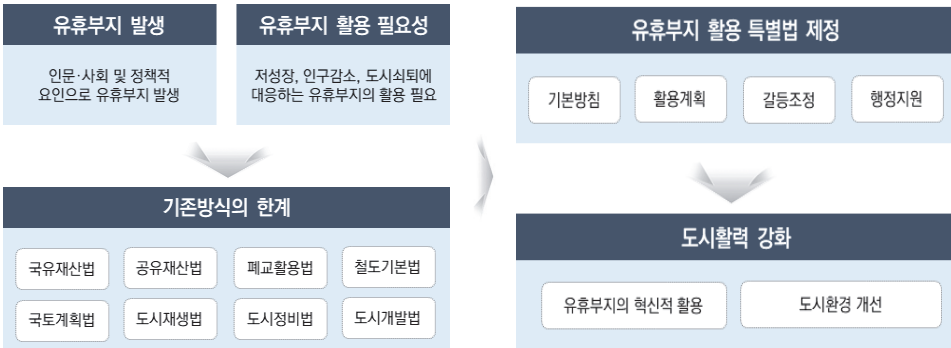 유휴부지 발생
인문·사회 및 정책적
요인으로 유휴부지 발생
유휴부지 활용 필요성
저성장, 인구감소, 도시쇠퇴에
대응하는 유휴부지의 활용 필요
기존방식의 한계
국유재산법
공유재산법
폐교활용법
철도기본법
국토계획법
도시재생법
도시정비법
도시개발법
유휴부지 활용 특별법 제정
기본방침
활용계획
갈등조정
행정지원
도시활력 강화
유휴부지의 혁신적 활용
도시환경 개선